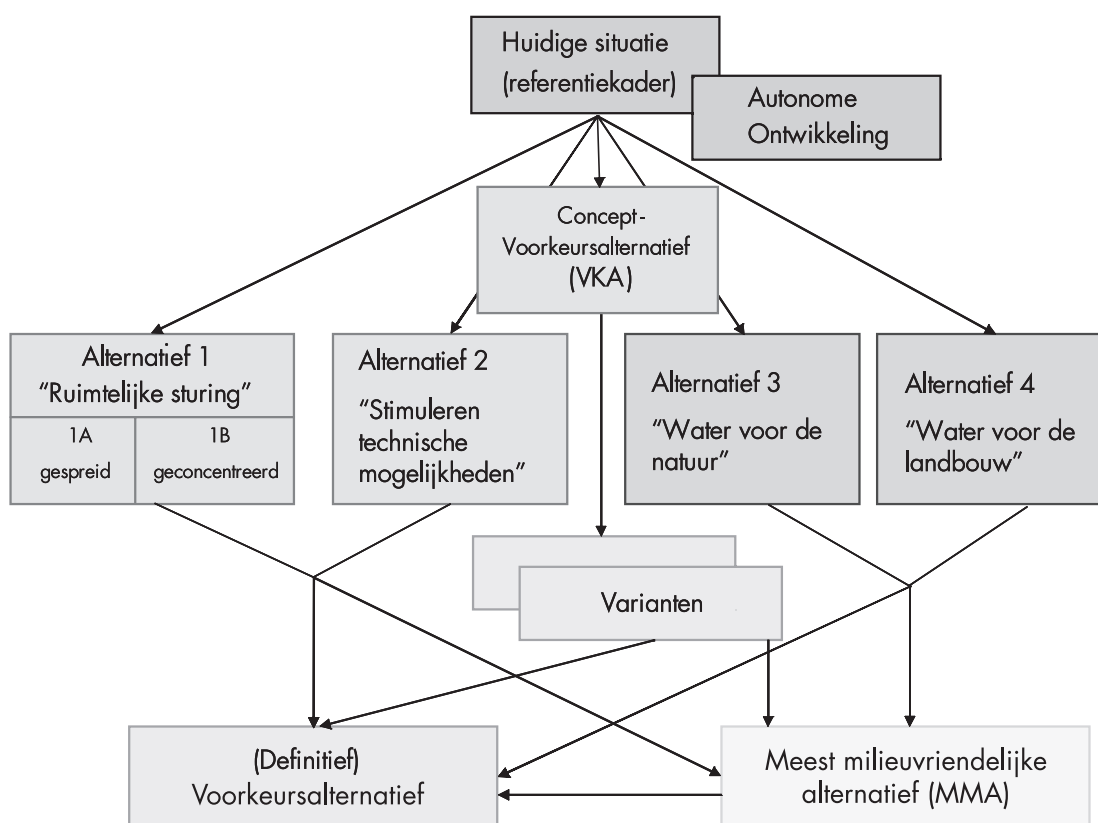 Huidige situatie
(referentiekader)
Autonome
Ontwikkeling
Concept-
Voorkeursalternatief
(VKA)
Alternatief 1
“Ruimtelijke sturing”
1A
gespreid
1B
geconcentreerd
Alternatief 2
“Stimuleren
technische
mogelijkheden”
Alternatief 3
“Water voor de
natuur”
Alternatief 4
“Water voor de
landbouw”
Varianten
(Definitief)
Voorkeursalternatief
Meest milieuvriendelijke
alternatief (MMA)